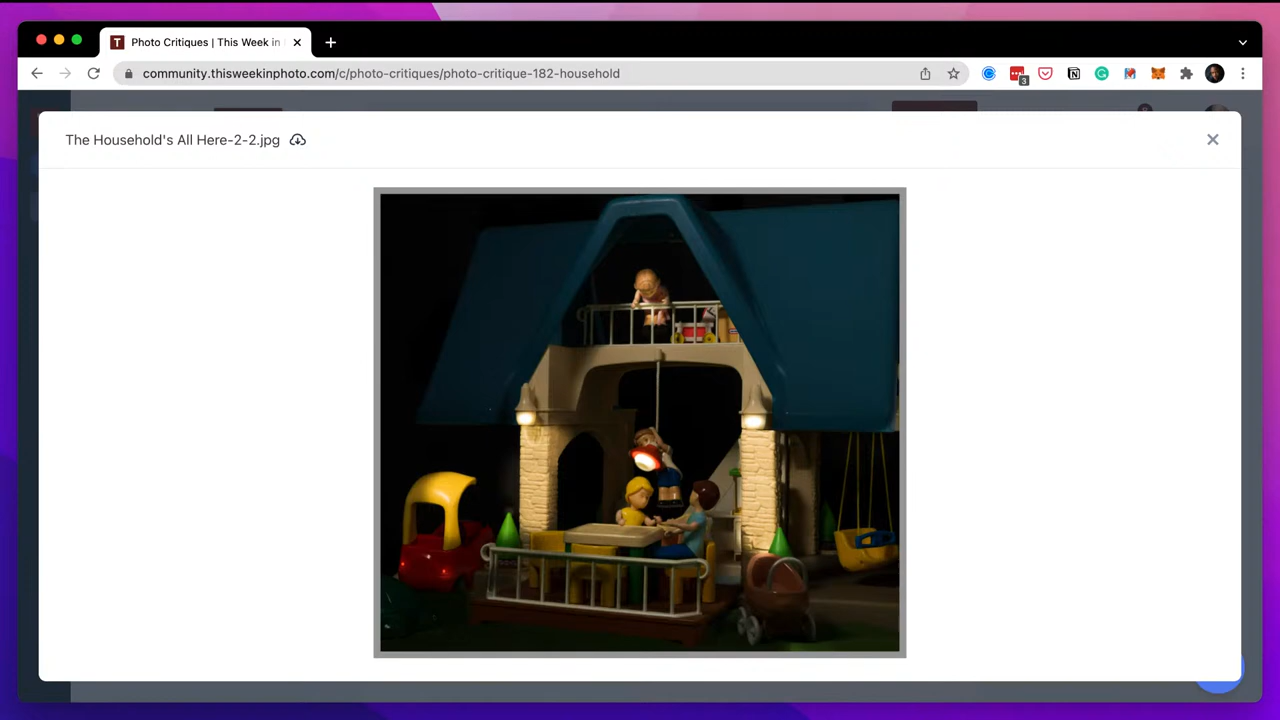 Photo Critiques | This Week in
community.thisweekinphoto.com/c/photo-critiques/photo-critique-182-household
3
The Household's All Here-2-2.jpg